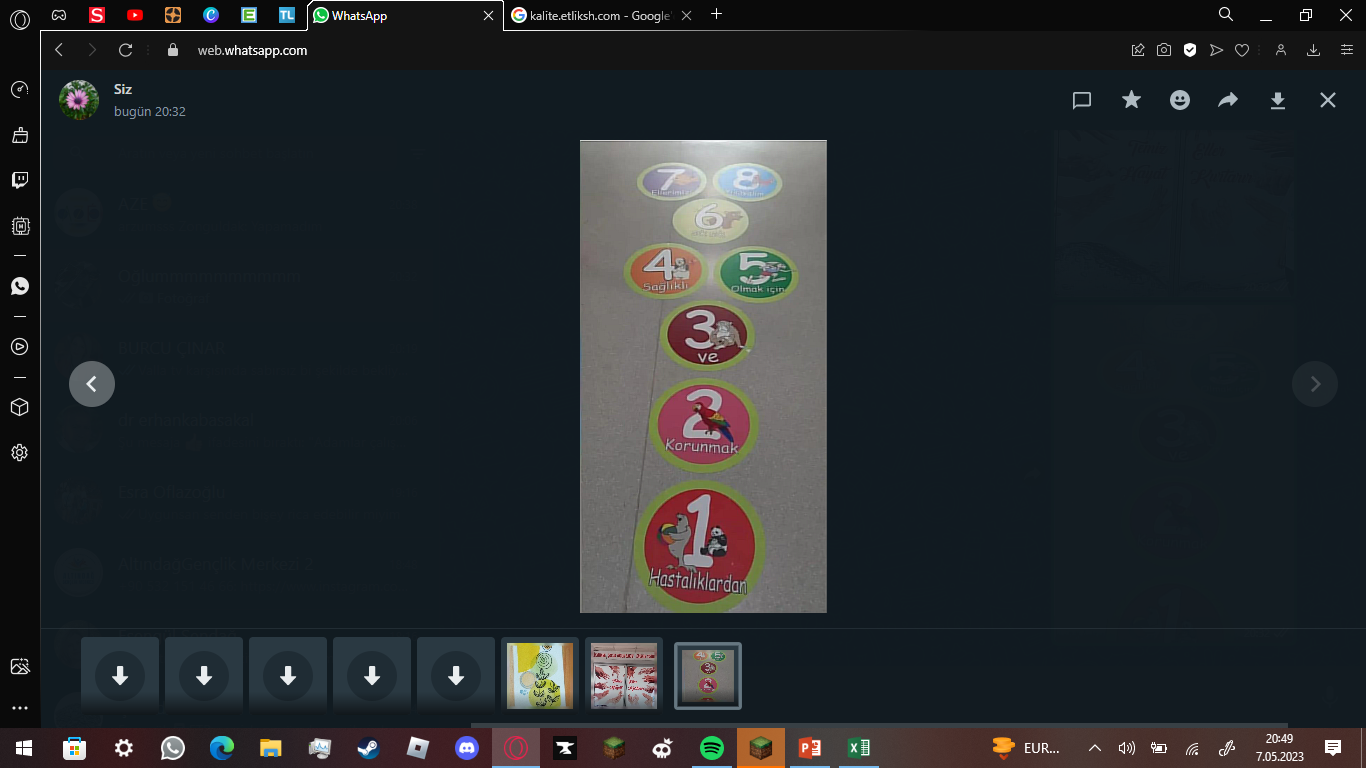 S
C
E
TL
WhatsApp
kalite.etliksh.com - Google'
web.whatsapp.com
Siz
bugün 20:32
7
8
6
4
Sağlıklı
5
Olmak için
3
ve
2
Korunmak
1
Hastalıklardan
EUR...
20:49
7.05.2023